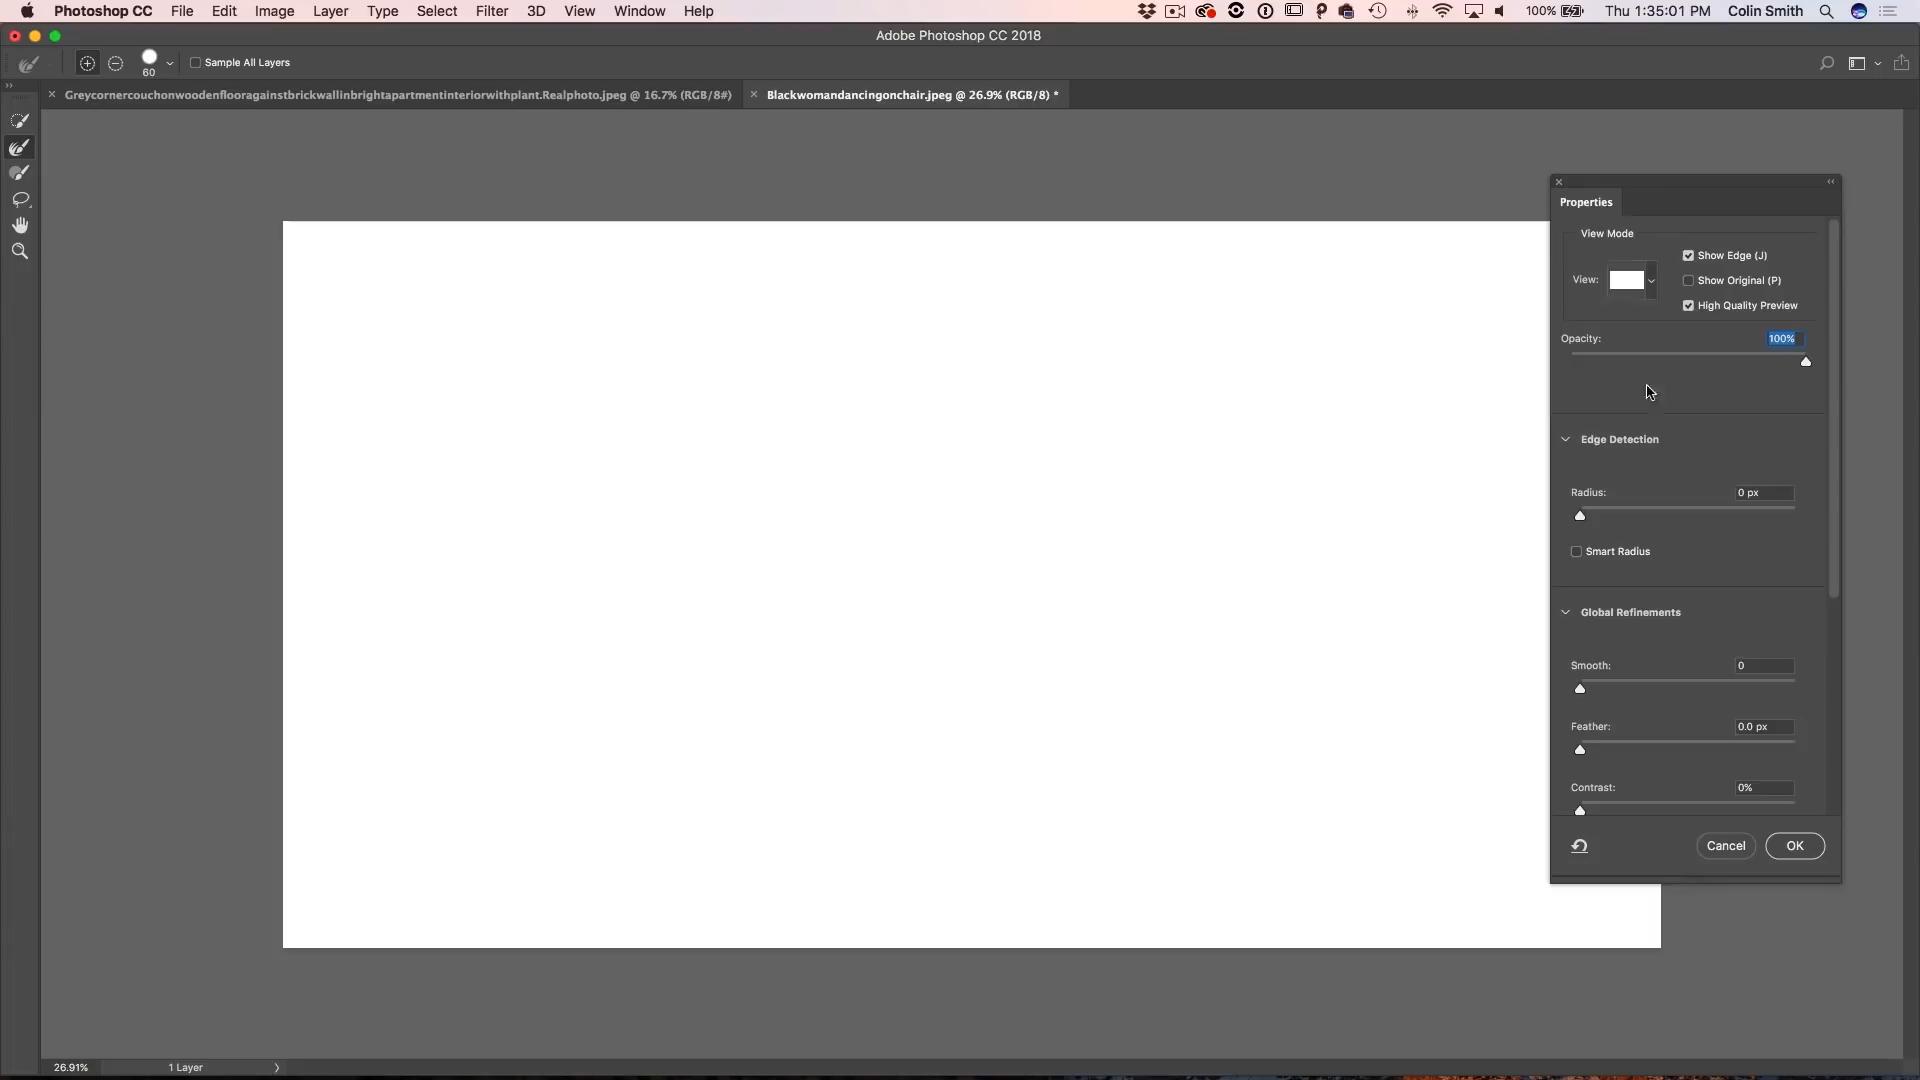 Photoshop CC File Edit Image Layer Type Select Filter 3D View Window Help 100% Thu 1:35:01 PM Colin Smith
Adobe Photoshop CC 2018
60 Sample All Layers
Greycornercouchonwoodenflooragainstbrickwallinbrightapartmentinteriorwithplant.Realphoto.jpeg @ 16.7% (RGB/8#) Blackwomandancingonchair.jpeg @ 26.9% (RGB/8) *
Properties
View Mode
Show Edge (J)
View: Show Original (P)
High Quality Preview
Opacity: 100%
Edge Detection
Radius: 0 px
Smart Radius
Global Refinements
Smooth: 0
Feather: 0.0 px
Contrast: 0%
Cancel OK
26.91% 1 Layer